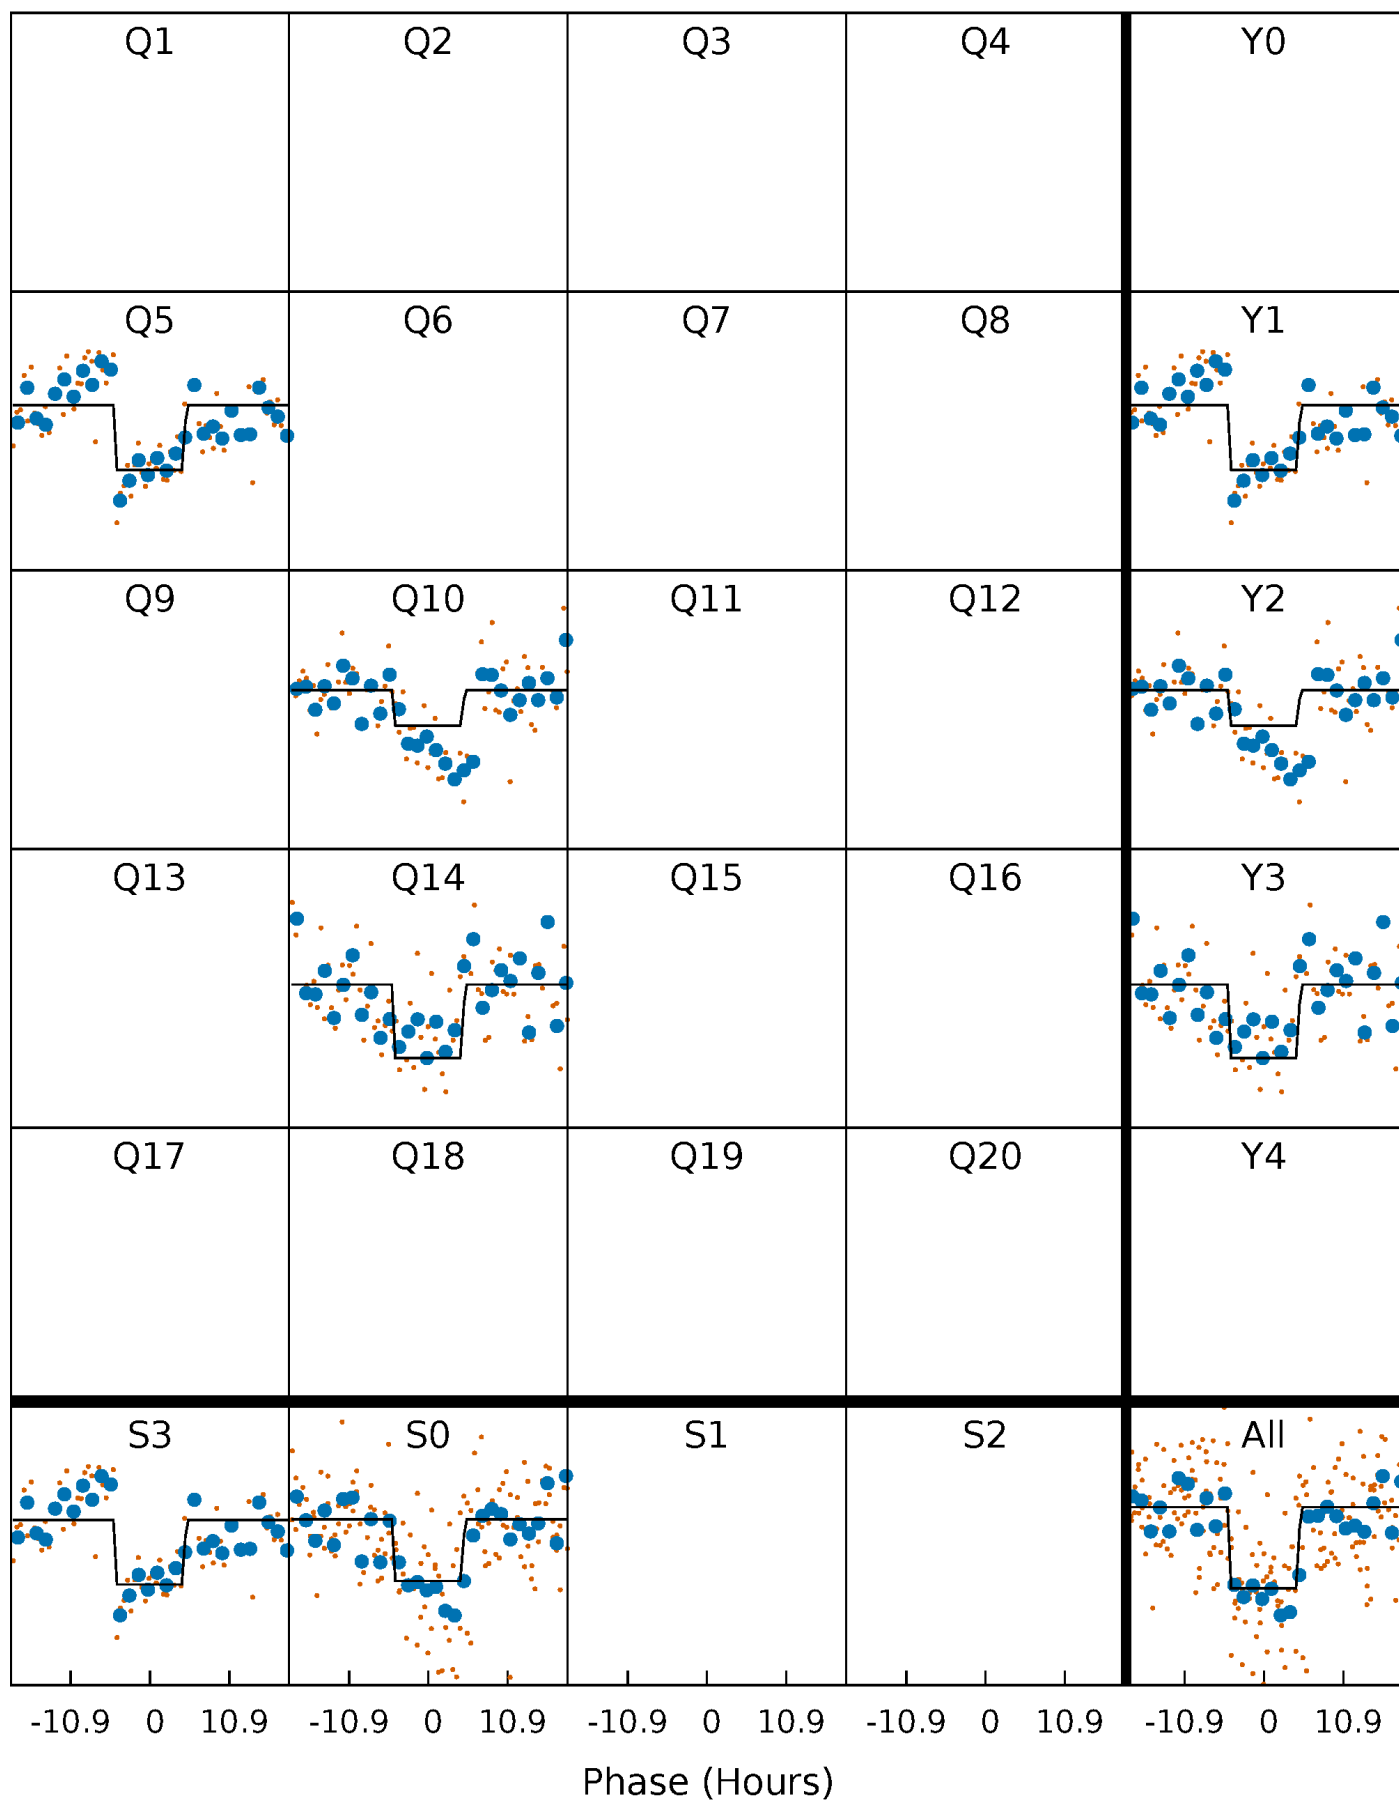 Q1 Q2 Q3 Q4 Y0
Q5 Q6 Q7 Q8 Y1
Q9 Q10 Q11 Q12 Y2
Q13 Q14 Q15 Q16 Y3
Q17 Q18 Q19 Q20 Y4
S3 S0 S1 S2 All
-10.9 0 10.9 -10.9 0 10.9 -10.9 0 10.9 -10.9 0 10.9 -10.9 0 10.9
Phase (Hours)